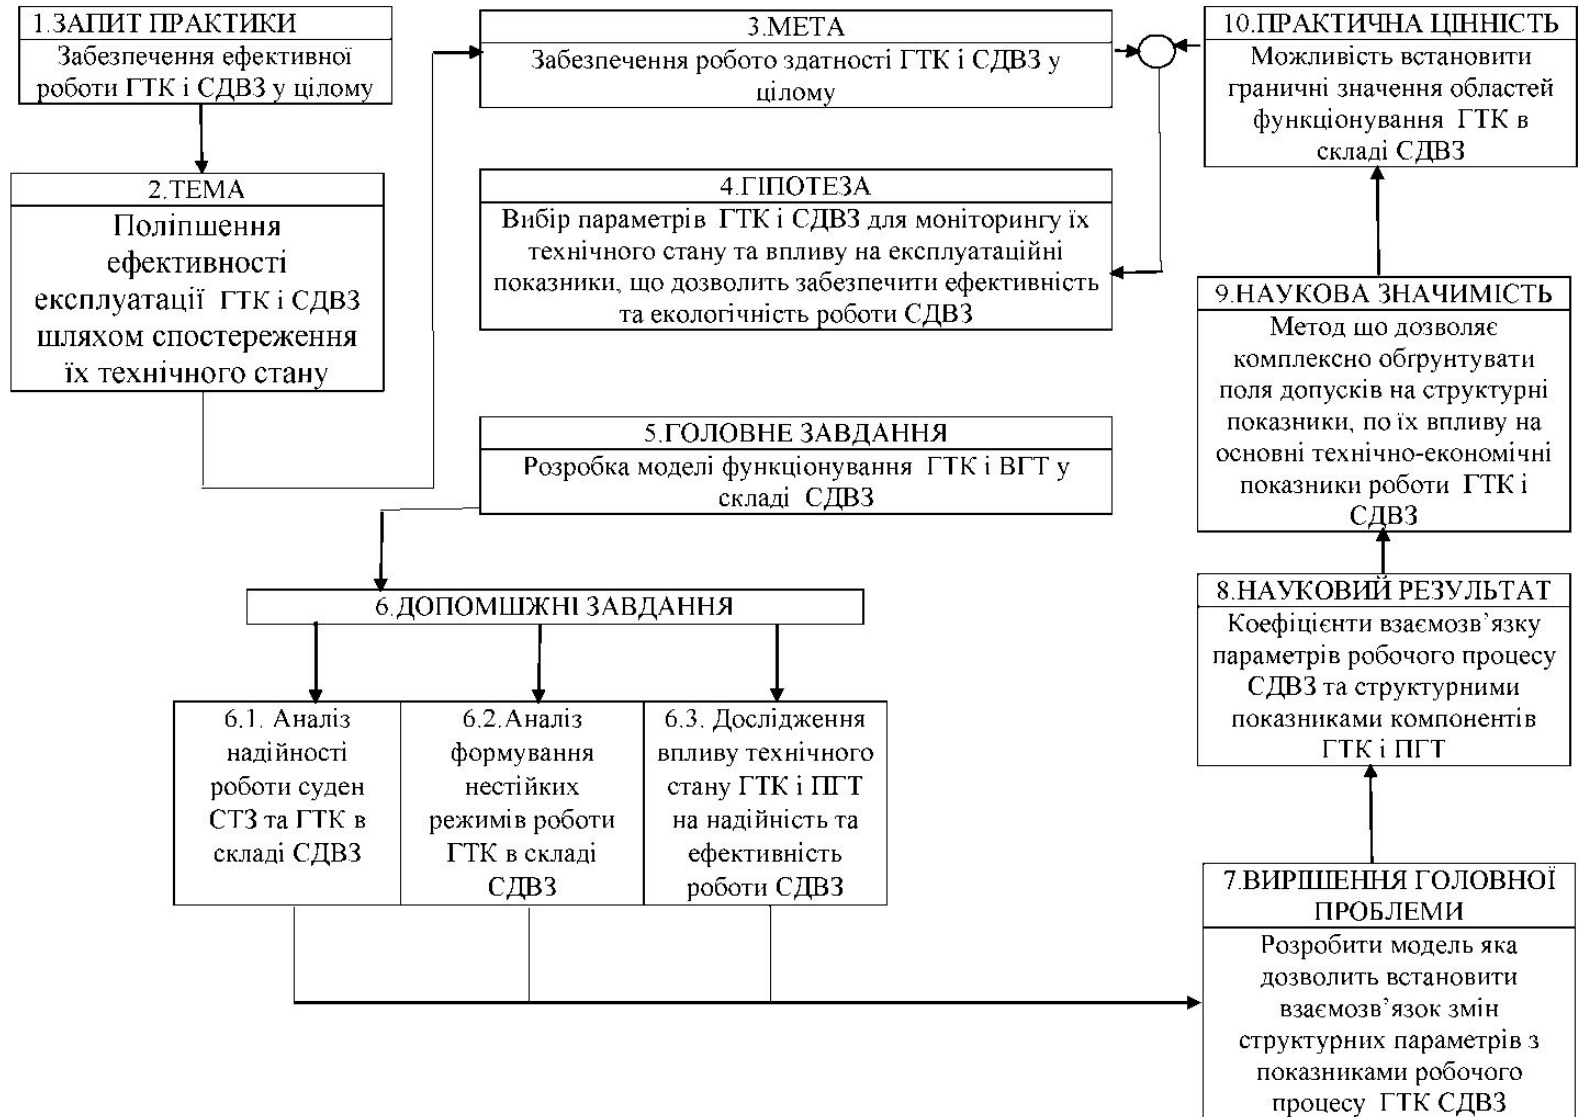 1.ЗАПИТ ПРАКТИКИ
Забезпечення ефективної
роботи ГТК і СДВЗ у цілому
2.ТЕМА
Поліпшення
ефективності
експлуатації ГТК і СДВЗ
шляхом спостереження
їх технічного стану
3.МЕТА
Забезпечення робото здатності ГТК і СДВЗ у
цілому
4.ГІПОТЕЗА
Вибір параметрів ГТК і СДВЗ для моніторингу їх
технічного стану та впливу на експлуатаційні
показники, що дозволить забезпечити ефективність
та екологічність роботи СДВЗ
5.ГОЛОВНЕ ЗАВДАННЯ
Розробка моделі функціонування ГТК і ВГТ у
складі СДВЗ
6.ДОПОМІЖНІ ЗАВДАННЯ
6.1. Аналіз
надійності
роботи суден
СТЗ та ГТК в
складі СДВЗ
6.2.Аналіз
формування
нестійких
режимів роботи
ГТК в складі
СДВЗ
6.3. Дослідження
впливу технічного
стану ГТК і ПГТ
на надійність та
ефективність
роботи СДВЗ
7.ВИРІШЕННЯ ГОЛОВНОЇ
ПРОБЛЕМИ
Розробити модель яка
дозволить встановити
взаємозв’язок змін
структурних параметрів з
показниками робочого
процесу ГТК СДВЗ
8.НАУКОВИЙ РЕЗУЛЬТАТ
Коефіцієнти взаємозв’язку
параметрів робочого процесу
СДВЗ та структурними
показниками компонентів
ГТК і ПГТ
9.НАУКОВА ЗНАЧИМІСТЬ
Метод що дозволяє
комплексно обґрунтувати
поля допусків на структурні
показники, по їх впливу на
основні технічно-економічні
показники роботи ГТК і
СДВЗ
10.ПРАКТИЧНА ЦІННІСТЬ
Можливість встановити
граничні значення областей
функціонування ГТК в
складі СДВЗ